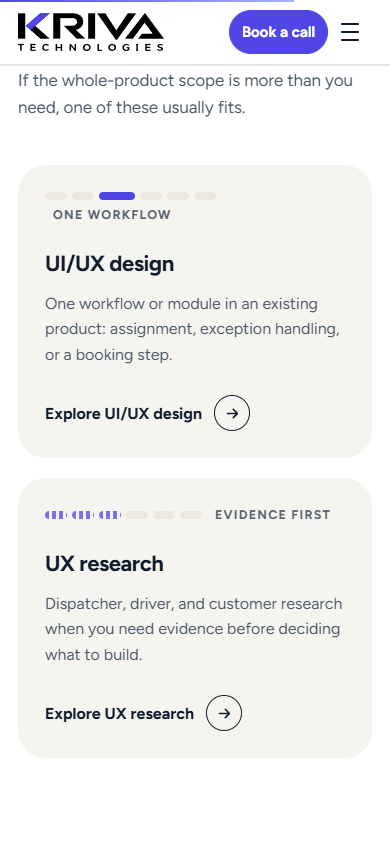 KRIVA
TECHNOLOGIES
Book a call
If the whole-product scope is more than you
need, one of these usually fits.
ONE WORKFLOW
UI/UX design
One workflow or module in an existing
product: assignment, exception handling,
or a booking step.
Explore UI/UX design
EVIDENCE FIRST
UX research
Dispatcher, driver, and customer research
when you need evidence before deciding
what to build.
Explore UX research